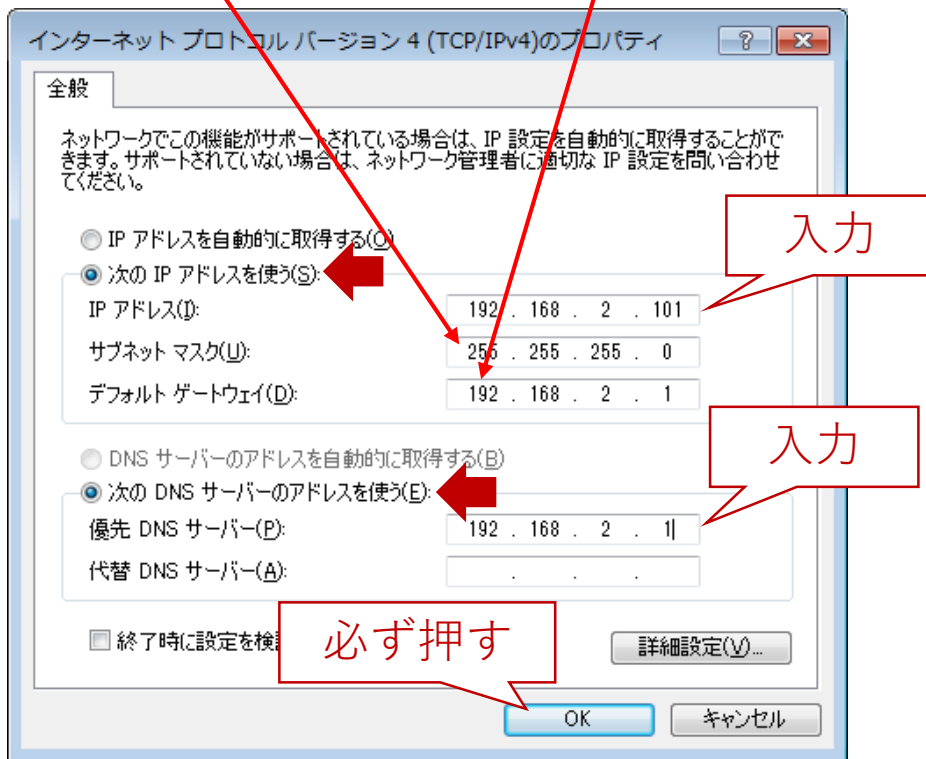 インターネット プロトコル バージョン 4 (TCP/IPv4)のプロパティ
全般
ネットワークでこの機能がサポートされている場合は、IP 設定を自動的に取得することがで
きます。サポートされていない場合は、ネットワーク管理者に適切な IP 設定を問い合わせ
てください。
入力
IP アドレスを自動的に取得する(O)
次の IP アドレスを使う(S):
IP アドレス(I): 192 . 168 . 2 . 101
サブネット マスク(U): 255 . 255 . 255 . 0
デフォルト ゲートウェイ(D): 192 . 168 . 2 . 1
入力
DNS サーバーのアドレスを自動的に取得する(B)
次の DNS サーバーのアドレスを使う(E):
優先 DNS サーバー(P): 192 . 168 . 2 . 1
代替 DNS サーバー(A): . . .
必ず押す
終了時に設定を検
詳細設定(V)...
OK キャンセル